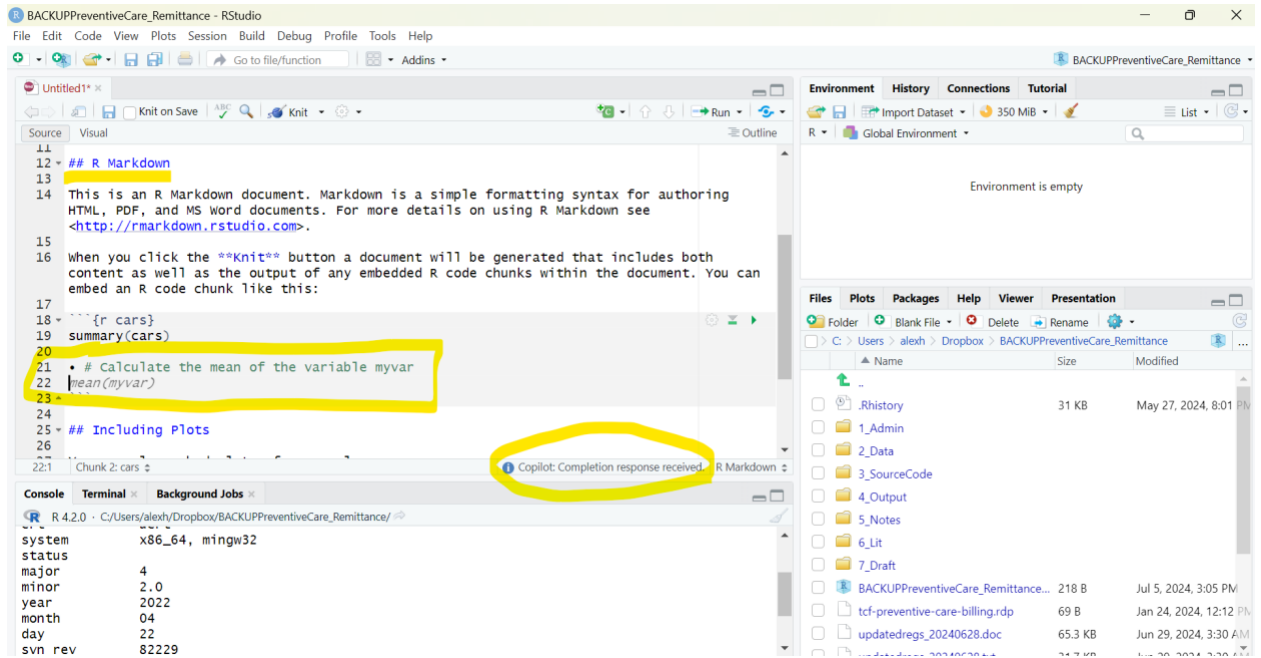 BACKUPPreventiveCare_Remittance - RStudio
File Edit Code View Plots Session Build Debug Profile Tools Help
Go to file/function
Addins
BACKUPPreventiveCare_Remittance
Untitled1*
Knit on Save
ABC
Knit
Run
Source Visual
Outline
11
12 ## R Markdown
13
14 This is an R Markdown document. Markdown is a simple formatting syntax for authoring
HTML, PDF, and MS Word documents. For more details on using R Markdown see
<http://rmarkdown.rstudio.com>.
15
16 When you click the **Knit** button a document will be generated that includes both
content as well as the output of any embedded R code chunks within the document. You can
embed an R code chunk like this:
17
18 ```{r cars}
19 summary(cars)
20
21 • # Calculate the mean of the variable myvar
22 mean(myvar)
23 ```
24
25 ## Including Plots
26
22:1 Chunk 2: cars
Copilot: Completion response received.
R Markdown
Console Terminal Background Jobs
R 4.2.0 · C:/Users/alexh/Dropbox/BACKUPPreventiveCare_Remittance/
system x86_64, mingw32
status
major 4
minor 2.0
year 2022
month 04
day 22
svn rev 82229
Environment History Connections Tutorial
Import Dataset 350 MiB List
R Global Environment
Environment is empty
Files Plots Packages Help Viewer Presentation
Folder Blank File Delete Rename
C: > Users > alexh > Dropbox > BACKUPPreventiveCare_Remittance ...
Name Size Modified
..
.Rhistory 31 KB May 27, 2024, 8:01 PM
1_Admin
2_Data
3_SourceCode
4_Output
5_Notes
6_Lit
7_Draft
BACKUPPreventiveCare_Remittance... 218 B Jul 5, 2024, 3:05 PM
tcf-preventive-care-billing.rdp 69 B Jan 24, 2024, 12:12 PM
updatedregs_20240628.doc 65.3 KB Jun 29, 2024, 3:30 AM